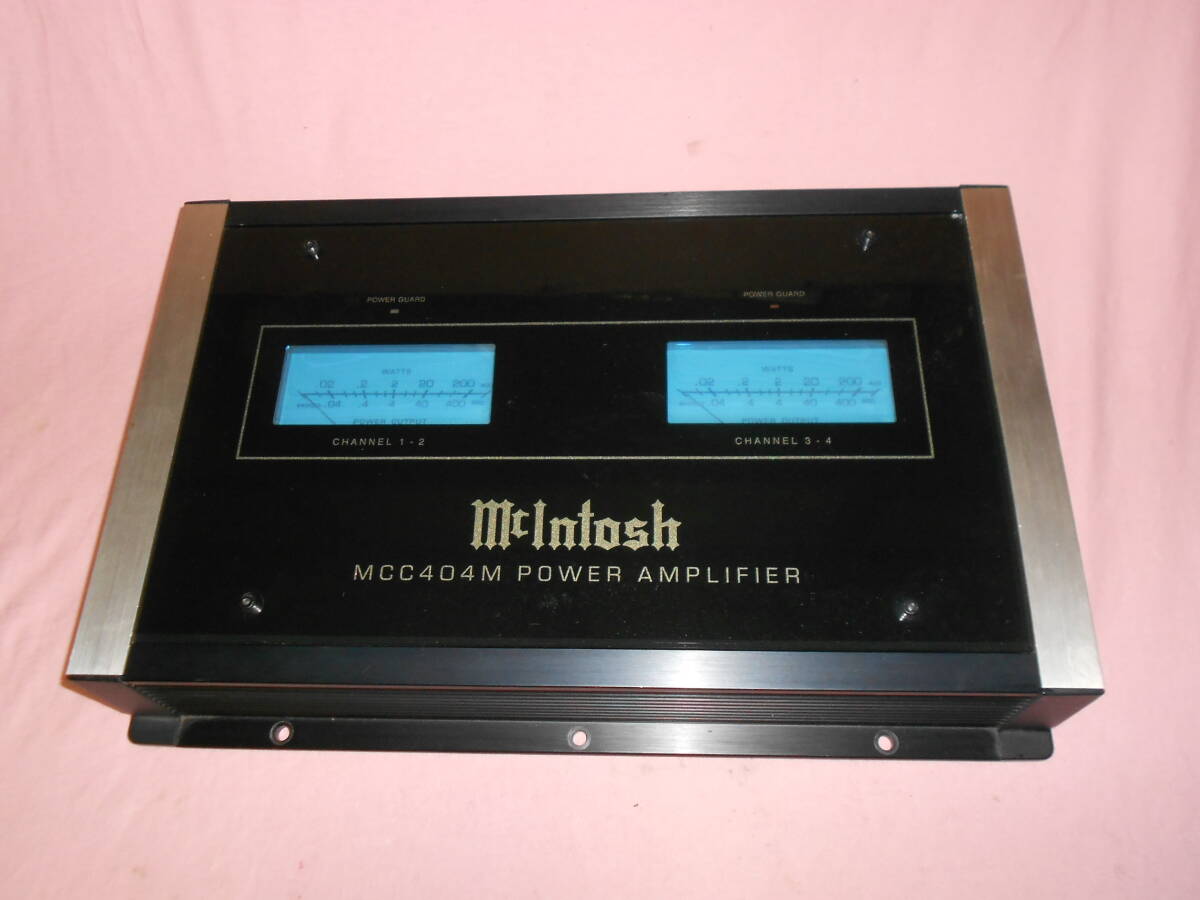 POWER GUARD
POWER GUARD
WATTS
.02 .2 2 20 200
.04 .4 4 40 400
POWER OUTPUT
CHANNEL 1 - 2
WATTS
.02 .2 2 20 200
.04 .4 4 40 400
POWER OUTPUT
CHANNEL 3 - 4
McIntosh
MCC404M POWER AMPLIFIER